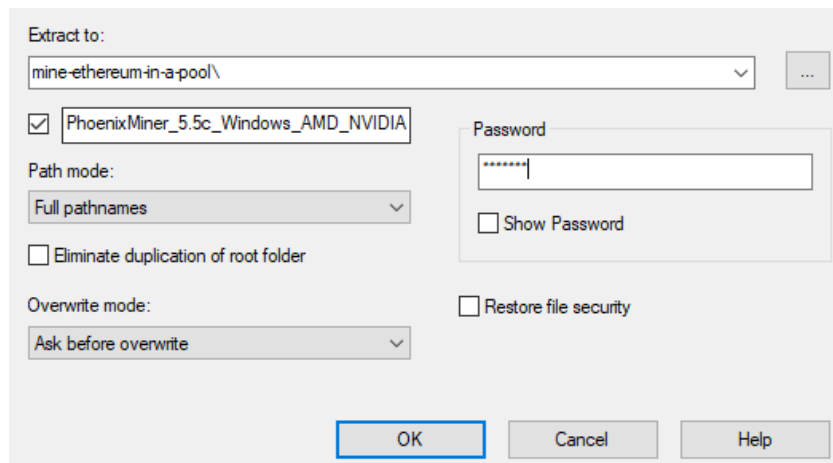 Extract to:
mine-ethereum-in-a-pool\
...
PhoenixMiner_5.5c_Windows_AMD_NVIDIA
Password
*******
Path mode:
Full pathnames
Show Password
Eliminate duplication of root folder
Overwrite mode:
Restore file security
Ask before overwrite
OK
Cancel
Help